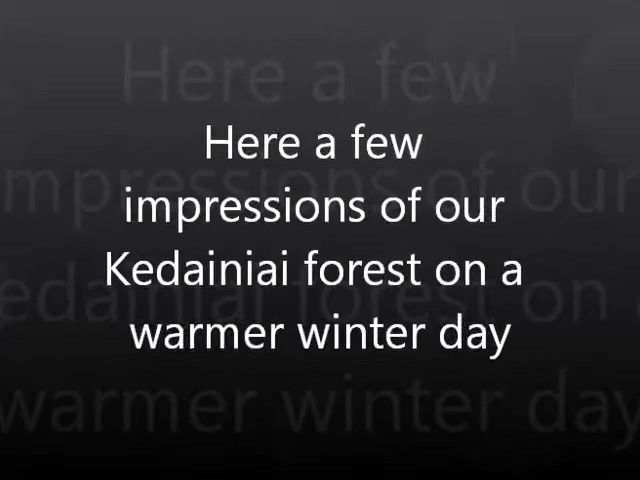 Here a few
impressions of our
Kedainiai forest on a
warmer winter day